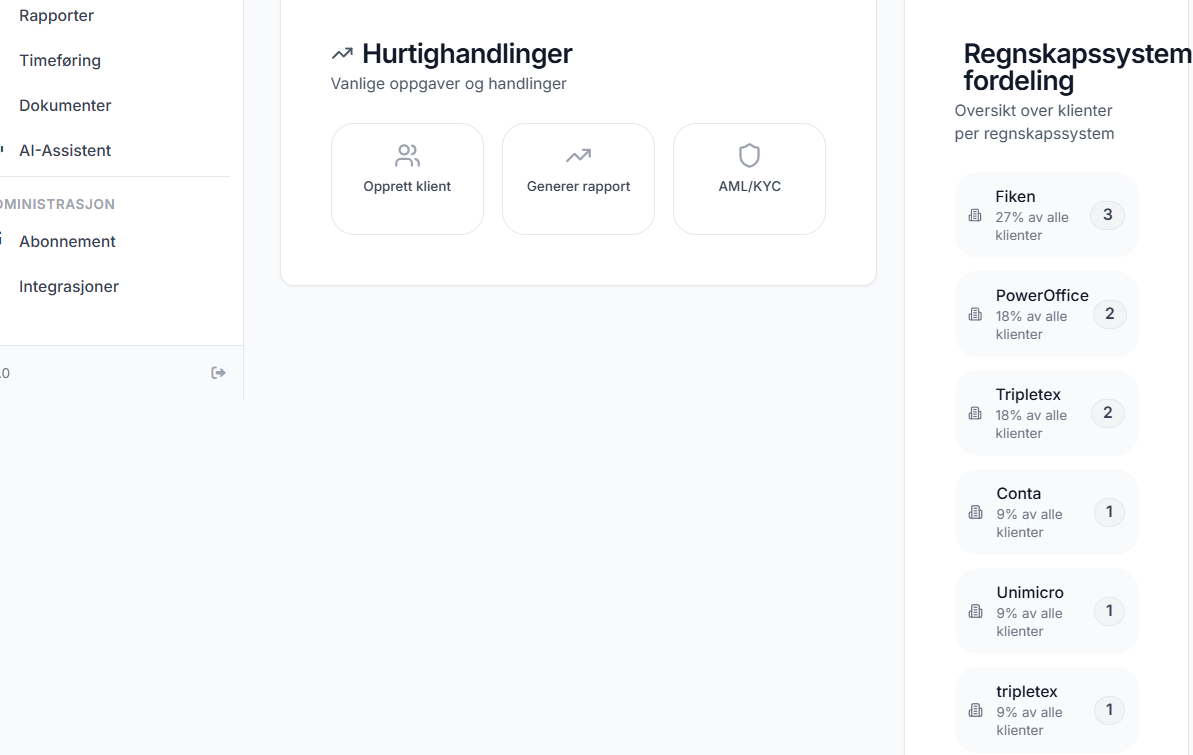 Rapporter
Timeføring
Dokumenter
AI-Assistent
DMINISTRASJON
Abonnement
Integrasjoner
.0
Hurtighandlinger
Vanlige oppgaver og handlinger
Opprett klient
Generer rapport
AML/KYC
Regnskapssystem
fordeling
Oversikt over klienter
per regnskapssystem
Fiken
27% av alle
klienter
3
PowerOffice
18% av alle
klienter
2
Tripletex
18% av alle
klienter
2
Conta
9% av alle
klienter
1
Unimicro
9% av alle
klienter
1
tripletex
9% av alle
klienter
1